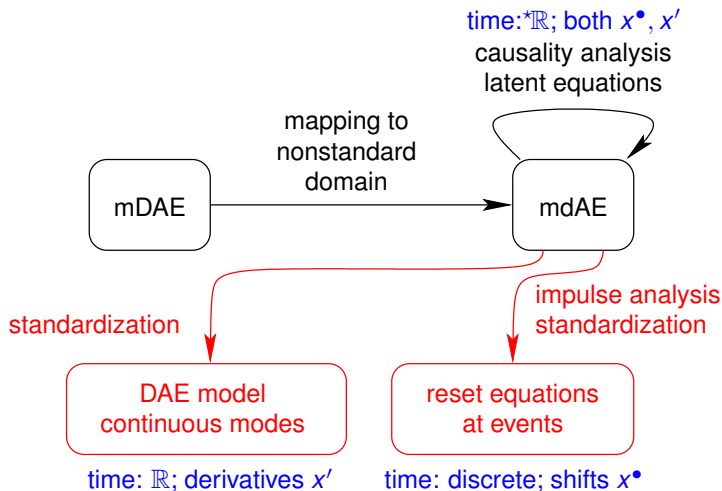 time:*ℝ; both x•, x′
causality analysis
latent equations
mapping to
nonstandard
domain
mDAE
mdAE
standardization
impulse analysis
standardization
DAE model
continuous modes
reset equations
at events
time: ℝ; derivatives x′
time: discrete; shifts x•